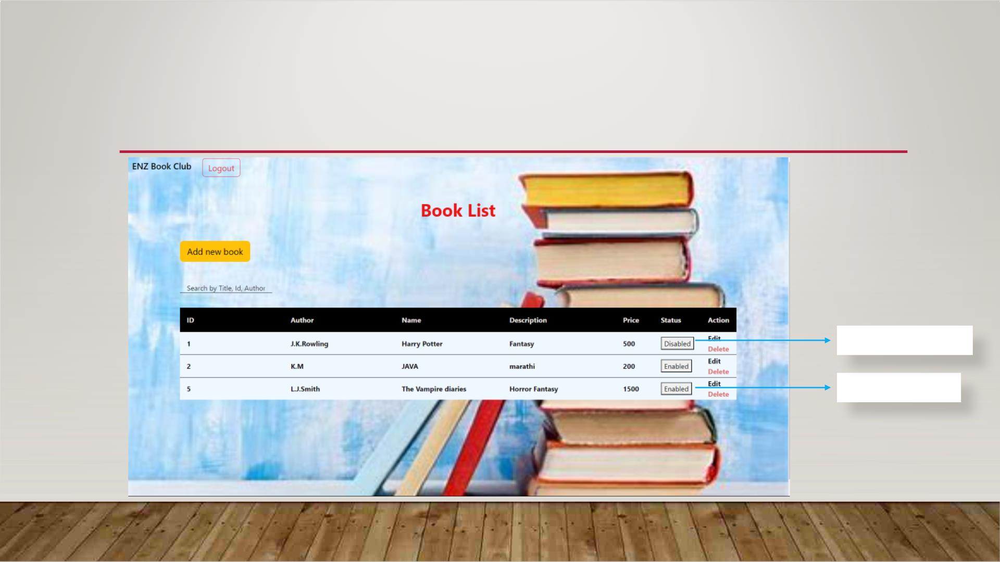 ENZ Book Club Logout
Book List
Add new book
Search by Title, Id, Author
ID Author Name Description Price Status Action
1 J.K.Rowling Harry Potter Fantasy 500 Disabled Edit
Delete
2 K.M JAVA marathi 200 Enabled Edit
Delete
5 L.J.Smith The Vampire diaries Horror Fantasy 1500 Enabled Edit
Delete